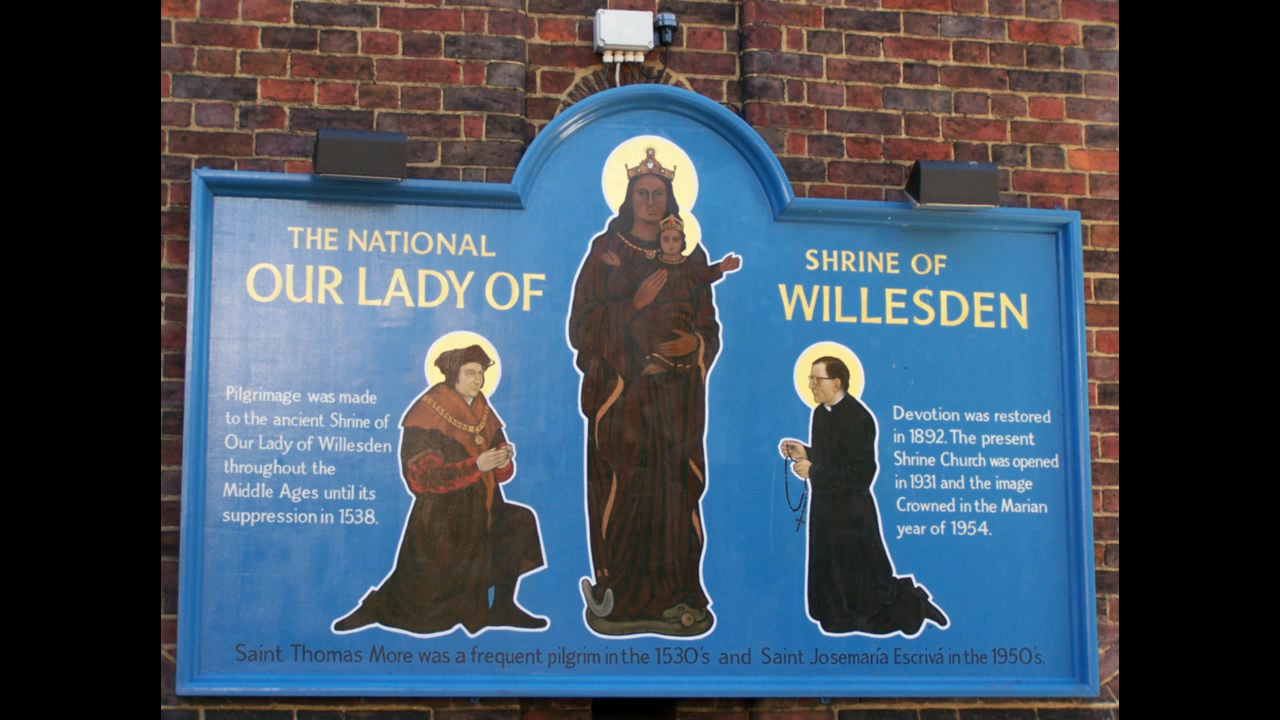 THE NATIONAL
OUR LADY OF
SHRINE OF
WILLESDEN
Pilgrimage was made
to the ancient Shrine of
Our Lady of Willesden
throughout the
Middle Ages until its
suppression in 1538.
Devotion was restored
in 1892. The present
Shrine Church was opened
in 1931 and the image
Crowned in the Marian
year of 1954.
Saint Thomas More was a frequent pilgrim in the 1530's and Saint Josemaría Escrivá in the 1950's.